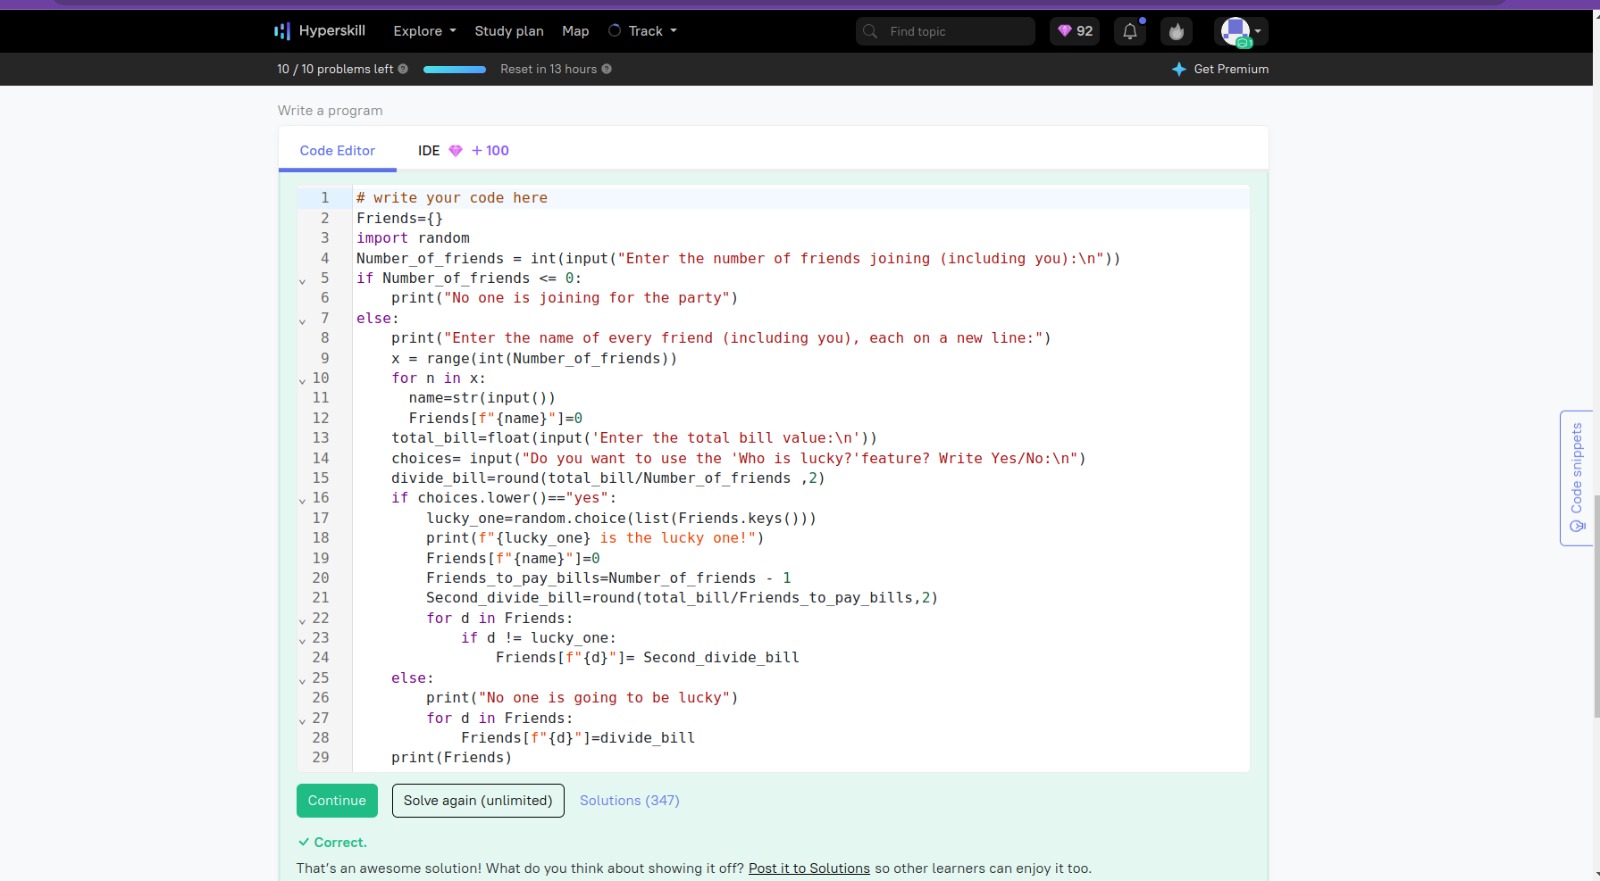 Hyperskill Explore Study plan Map Track Find topic 92
10 / 10 problems left Reset in 13 hours Get Premium
Write a program
Code Editor IDE + 100
1 # write your code here
2 Friends={}
3 import random
4 Number_of_friends = int(input("Enter the number of friends joining (including you):\n"))
5 if Number_of_friends <= 0:
6     print("No one is joining for the party")
7 else:
8     print("Enter the name of every friend (including you), each on a new line:")
9     x = range(int(Number_of_friends))
10     for n in x:
11       name=str(input())
12       Friends[f"{name}"]=0
13     total_bill=float(input('Enter the total bill value:\n'))
14     choices= input("Do you want to use the 'Who is lucky?'feature? Write Yes/No:\n")
15     divide_bill=round(total_bill/Number_of_friends ,2)
16     if choices.lower()=="yes":
17         lucky_one=random.choice(list(Friends.keys()))
18         print(f"{lucky_one} is the lucky one!")
19         Friends[f"{name}"]=0
20         Friends_to_pay_bills=Number_of_friends - 1
21         Second_divide_bill=round(total_bill/Friends_to_pay_bills,2)
22         for d in Friends:
23             if d != lucky_one:
24                 Friends[f"{d}"]= Second_divide_bill
25     else:
26         print("No one is going to be lucky")
27         for d in Friends:
28             Friends[f"{d}"]=divide_bill
29     print(Friends)
Code snippets
Continue Solve again (unlimited) Solutions (347)
Correct.
That's an awesome solution! What do you think about showing it off? Post it to Solutions so other learners can enjoy it too.